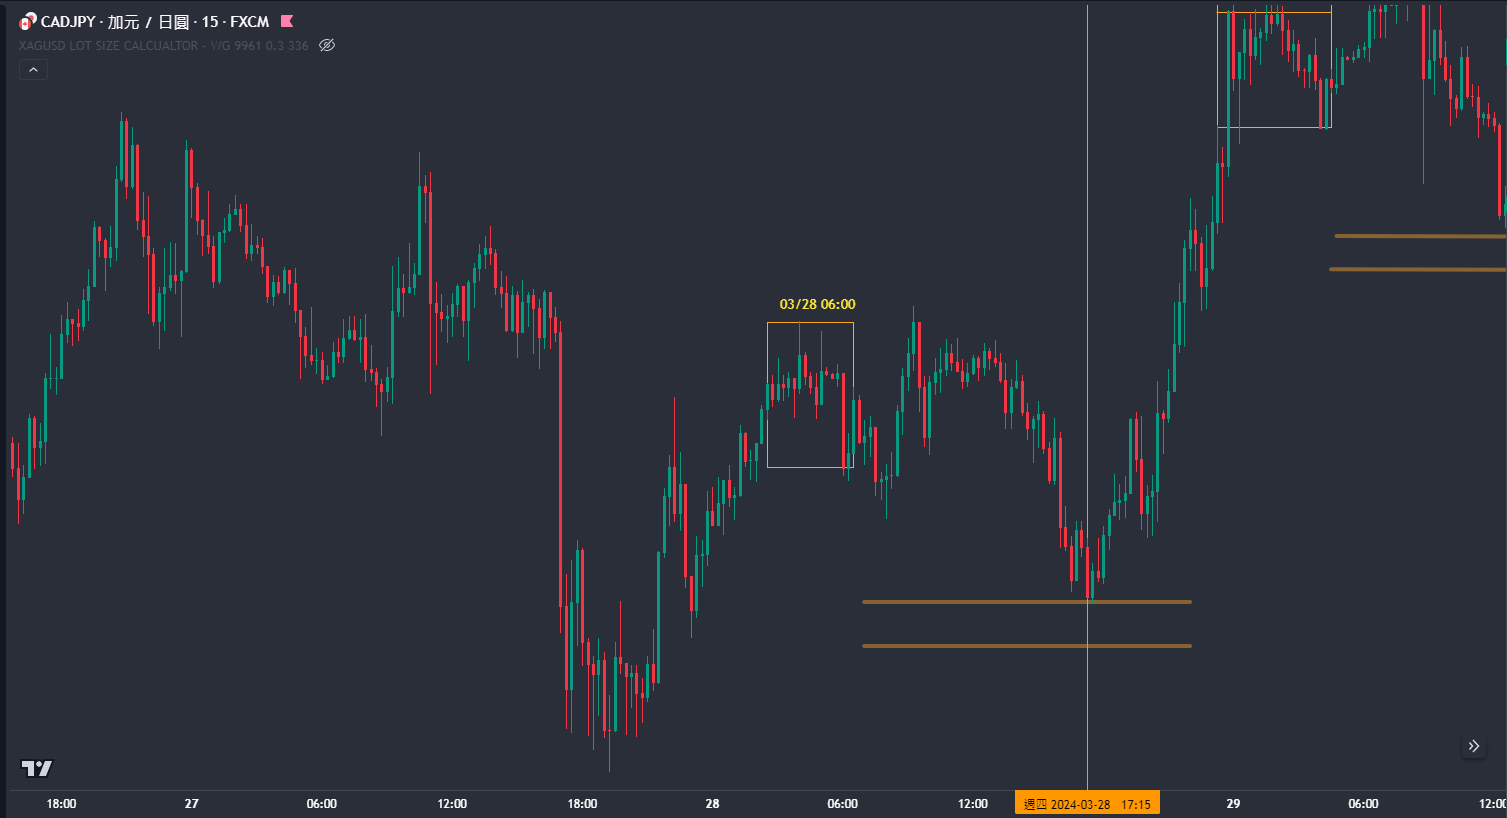 CADJPY · 加元 / 日圓 · 15 · FXCM
XAGUSD LOT SIZE CALCUALTOR - WG 9961 0.3 336
03/28 06:00
18:00 27 06:00 12:00 18:00 28 06:00 12:00 週四 2024-03-28 17:15 29 06:00 12:00